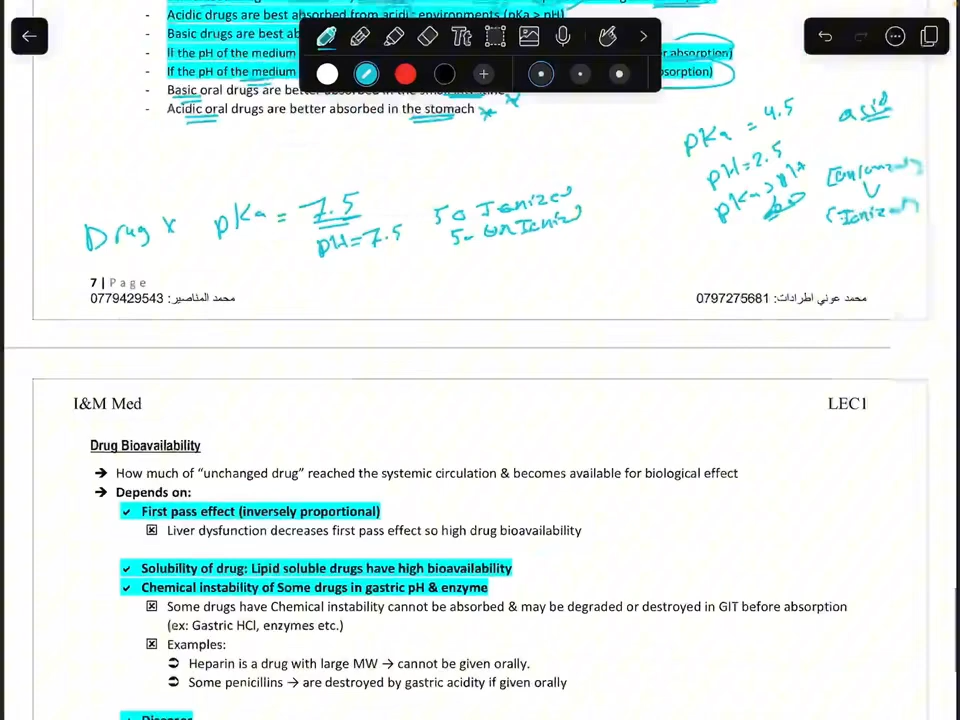 Acidic drugs are best absorbed from acidic environments (pKa > pH)
Basic drugs are best ab
If the pH of the medium
absorption)
If the pH of the medium
sorption)
Basic oral drugs are better absorbed in the
Acidic oral drugs are better absorbed in the stomach
pKa = 4.5 acid
pH = 2.5
pKa > pH
Drug x pKa = 7.5 50 Ionized
pH = 7.5
7 | Page
محمد المناصير: 0779429543
محمد عوني اطرادات: 0797275681
I&M Med LEC1
Drug Bioavailability
→ How much of "unchanged drug" reached the systemic circulation & becomes available for biological effect
→ Depends on:
✓ First pass effect (inversely proportional)
Liver dysfunction decreases first pass effect so high drug bioavailability
✓ Solubility of drug: Lipid soluble drugs have high bioavailability
✓ Chemical instability of Some drugs in gastric pH & enzyme
Some drugs have Chemical instability cannot be absorbed & may be degraded or destroyed in GIT before absorption
(ex: Gastric HCl, enzymes etc.)
Examples:
Heparin is a drug with large MW → cannot be given orally.
Some penicillins → are destroyed by gastric acidity if given orally
✓ Diseases
Tt